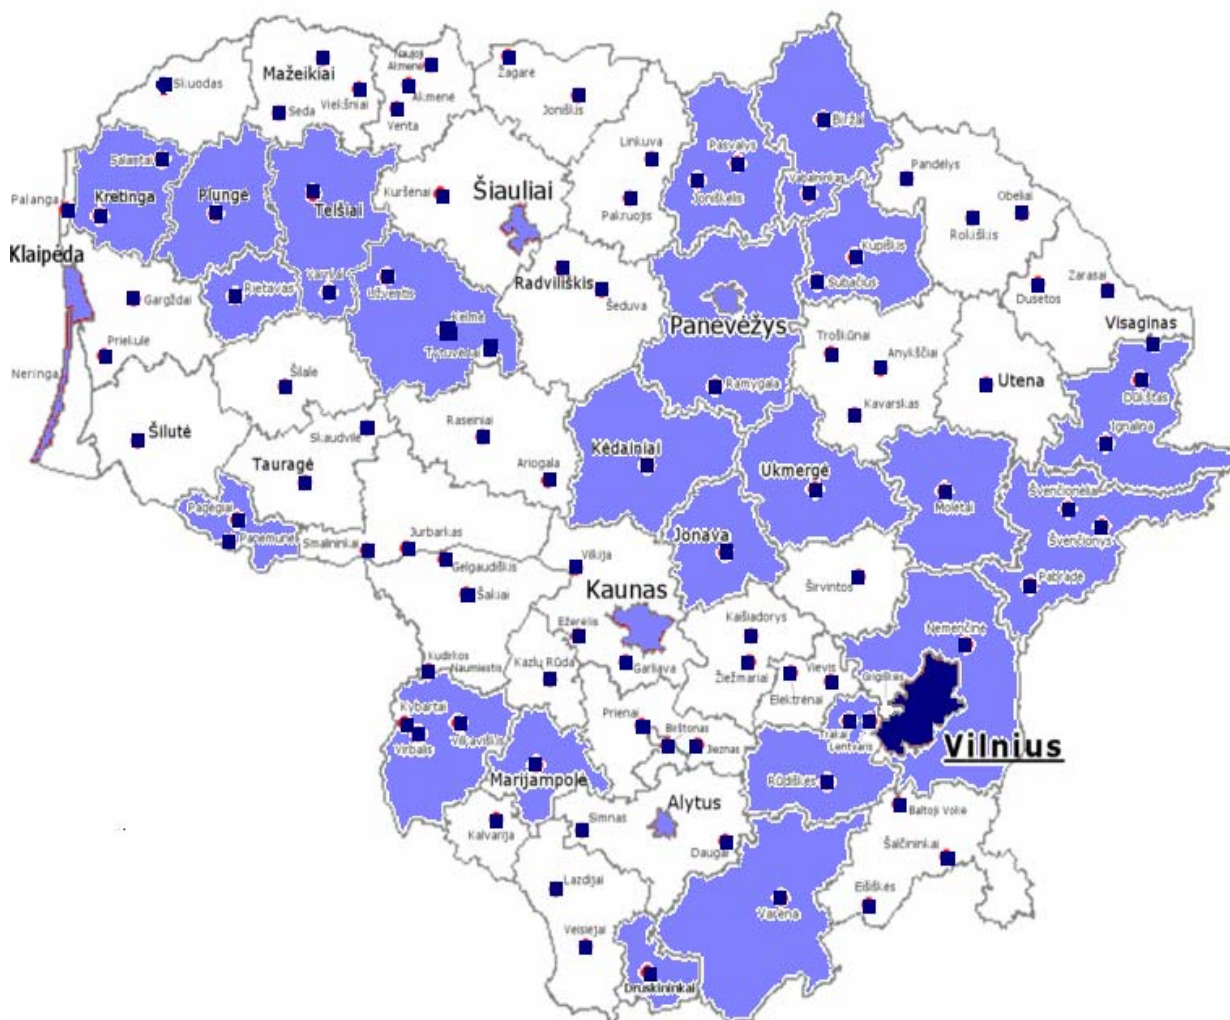 Skuodas
Mažeikiai
Seda
Viekšniai
Naujoji
Akmenė
Akmenė
Venta
Žagarė
Joniškis
Linkuva
Pakruojis
Pasvalys
Joniškėlis
Biržai
Vabalninkas
Pandėlys
Obeliai
Rokiškis
Salantai
Kretinga
Palanga
Plungė
Telšiai
Kuršėnai
Šiauliai
Klaipėda
Gargždai
Rietavas
Varniai
Užventis
Kelmė
Tytuvėnai
Radviliškis
Šeduva
Panevėžys
Ramygala
Kupiškis
Subačius
Dusetos
Zarasai
Visaginas
Troškūnai
Anykščiai
Kavarskas
Utena
Dūkštas
Ignalina
Priekulė
Neringa
Šilalė
Šilutė
Skaudvilė
Tauragė
Raseiniai
Ariogala
Kėdainiai
Ukmergė
Molėtai
Švenčionėliai
Švenčionys
Pabradė
Pagėgiai
Panemunė
Smalininkai
Jurbarkas
Gelgaudiškis
Šakiai
Vilkija
Jonava
Širvintos
Kaunas
Ežerėlis
Garliava
Kaišiadorys
Žiežmariai
Vievis
Elektrėnai
Nemenčinė
Grigiškės
Kudirkos
Naumiestis
Kazlų Rūda
Kybartai
Virbalis
Vilkaviškis
Prienai
Birštonas
Jieznas
Trakai
Lentvaris
Vilnius
Marijampolė
Rūdiškės
Kalvarija
Simnas
Alytus
Daugai
Baltoji Vokė
Šalčininkai
Eišiškės
Lazdijai
Veisiejai
Varėna
Druskininkai